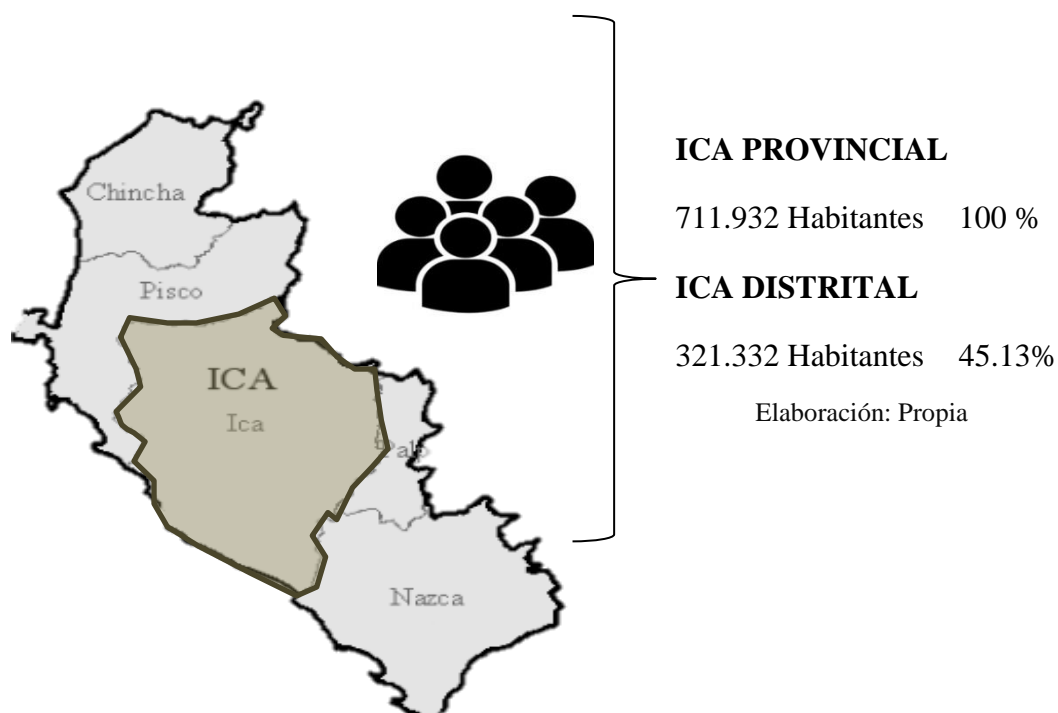 Chincha
Pisco
ICA
Ica
Palp
Nazca
ICA PROVINCIAL
711.932 Habitantes 100 %
ICA DISTRITAL
321.332 Habitantes 45.13%
Elaboración: Propia